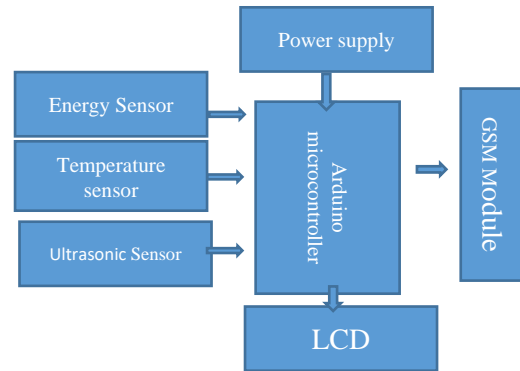 Power supply
Energy Sensor
Temperature
sensor
Ultrasonic Sensor
Arduino
microcontroller
GSM Module
LCD